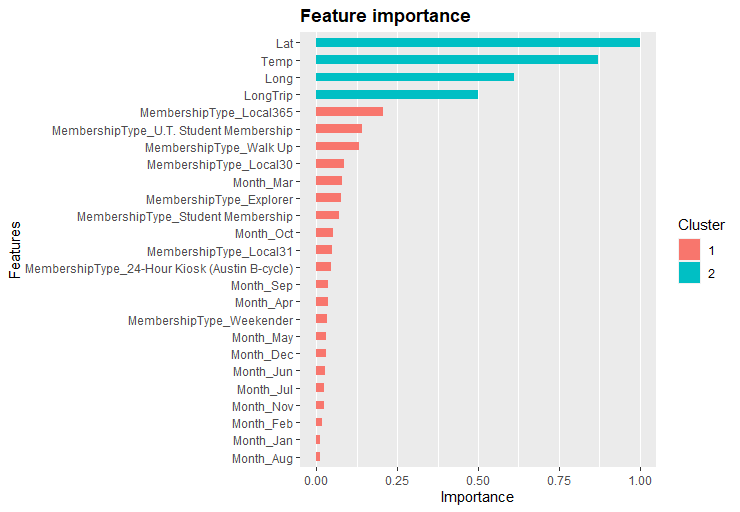 Feature importance
Features
Lat
Temp
Long
LongTrip
MembershipType_Local365
MembershipType_U.T. Student Membership
MembershipType_Walk Up
MembershipType_Local30
Month_Mar
MembershipType_Explorer
MembershipType_Student Membership
Month_Oct
MembershipType_Local31
MembershipType_24-Hour Kiosk (Austin B-cycle)
Month_Sep
Month_Apr
MembershipType_Weekender
Month_May
Month_Dec
Month_Jun
Month_Jul
Month_Nov
Month_Feb
Month_Jan
Month_Aug
0.00 0.25 0.50 0.75 1.00
Importance
Cluster
1
2